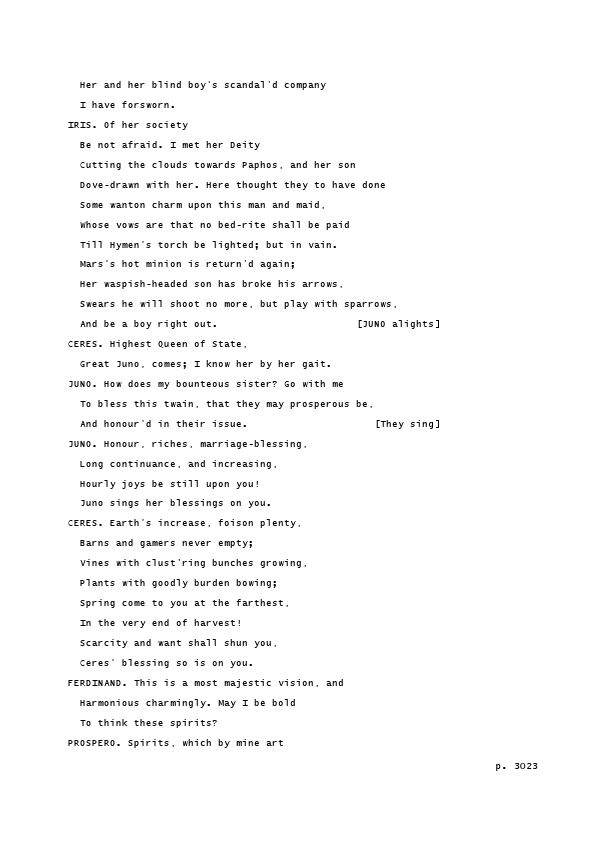 Her and her blind boy's scandal'd company
I have forsworn.
IRIS. Of her society
Be not afraid. I met her Deity
Cutting the clouds towards Paphos, and her son
Dove-drawn with her. Here thought they to have done
Some wanton charm upon this man and maid,
Whose vows are that no bed-rite shall be paid
Till Hymen's torch be lighted; but in vain.
Mars's hot minion is return'd again;
Her waspish-headed son has broke his arrows,
Swears he will shoot no more, but play with sparrows,
And be a boy right out. [JUNO alights]
CERES. Highest Queen of State,
Great Juno, comes; I know her by her gait.
JUNO. How does my bounteous sister? Go with me
To bless this twain, that they may prosperous be,
And honour'd in their issue. [They sing]
JUNO. Honour, riches, marriage-blessing,
Long continuance, and increasing,
Hourly joys be still upon you!
Juno sings her blessings on you.
CERES. Earth's increase, foison plenty,
Barns and gamers never empty;
Vines with clust'ring bunches growing,
Plants with goodly burden bowing;
Spring come to you at the farthest,
In the very end of harvest!
Scarcity and want shall shun you,
Ceres' blessing so is on you.
FERDINAND. This is a most majestic vision, and
Harmonious charmingly. May I be bold
To think these spirits?
PROSPERO. Spirits, which by mine art
p. 3023